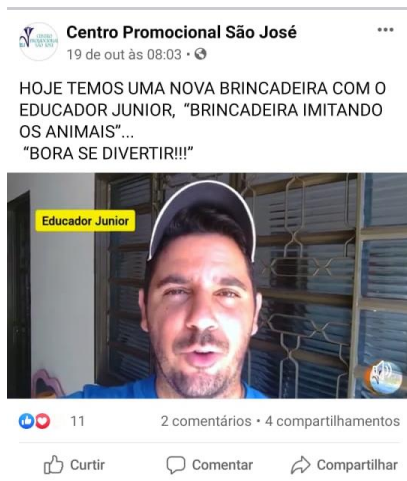 Centro Promocional São José
19 de out às 08:03 •
HOJE TEMOS UMA NOVA BRINCADEIRA COM O
EDUCADOR JUNIOR, “BRINCADEIRA IMITANDO
OS ANIMAIS”...
“BORA SE DIVERTIR!!!”
Educador Junior
11 2 comentários • 4 compartilhamentos
Curtir Comentar Compartilhar